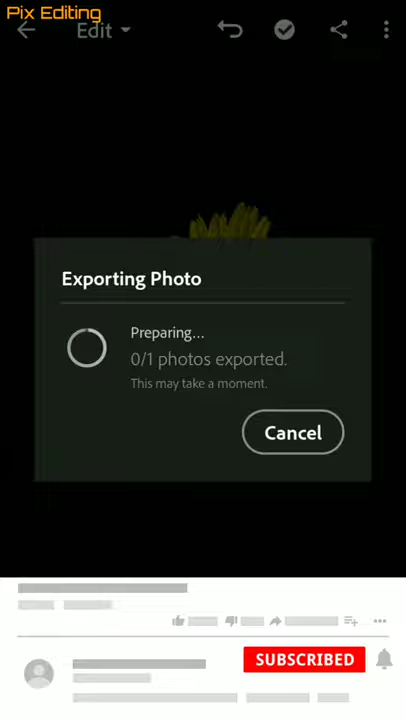 Pix Editing
Edit
Exporting Photo
Preparing...
0/1 photos exported.
This may take a moment.
Cancel
SUBSCRIBED